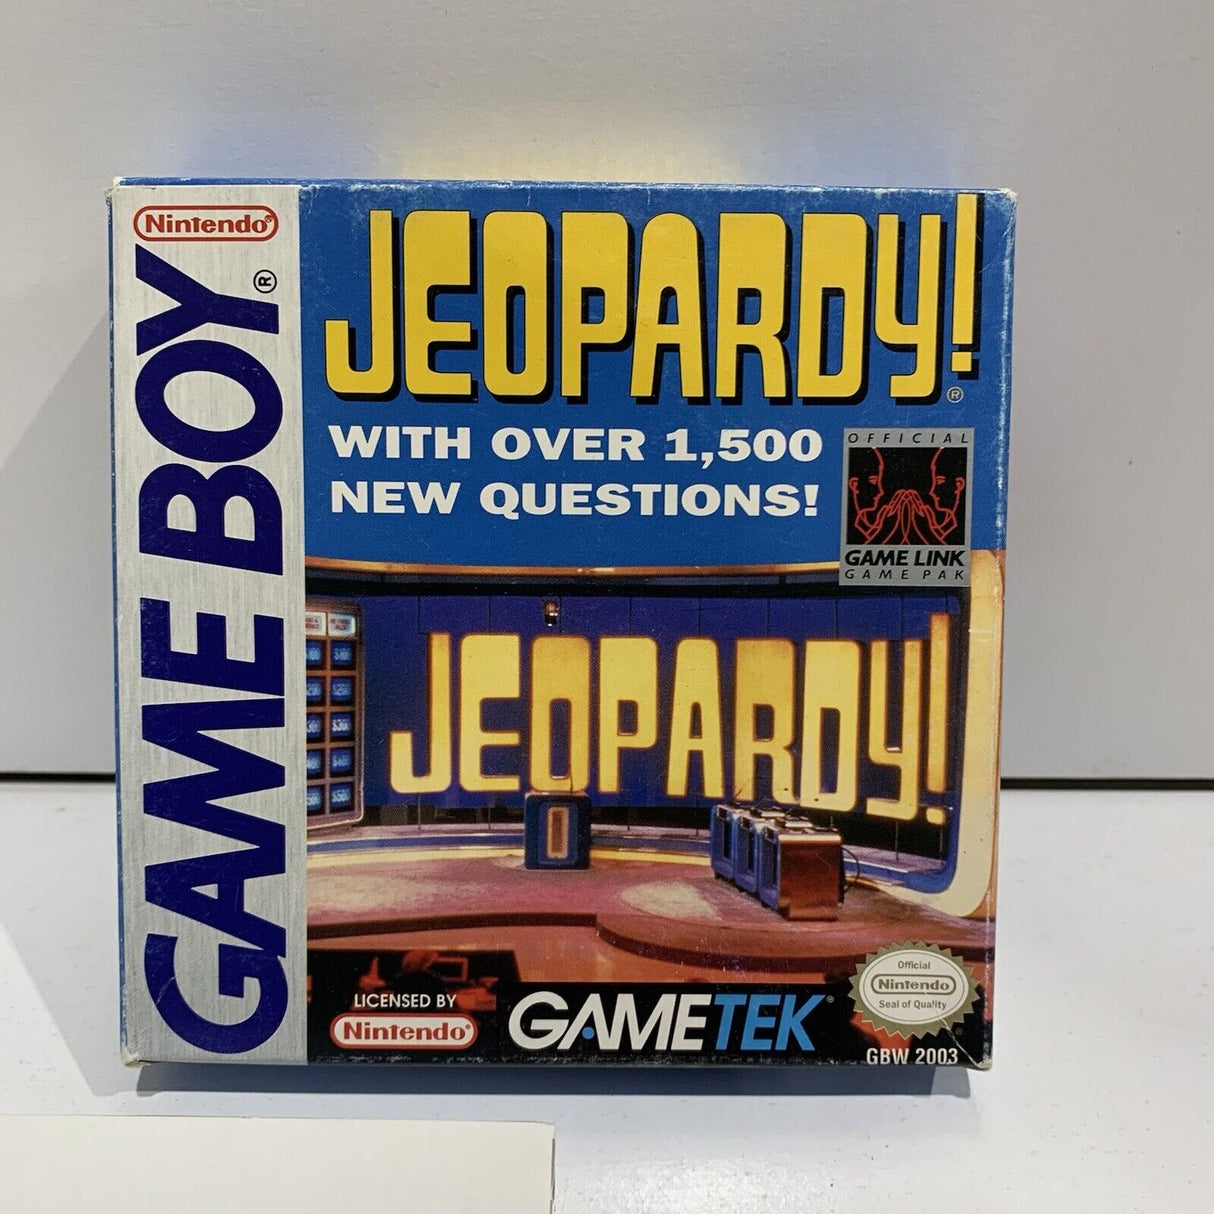 Nintendo®
GAME BOY®
JEOPARDY!®
WITH OVER 1,500
NEW QUESTIONS!
OFFICIAL
GAME LINK
GAME PAK
JEOPARDY!
LICENSED BY
Nintendo®
GAMETEK®
Official
Nintendo
Seal of Quality
GBW 2003